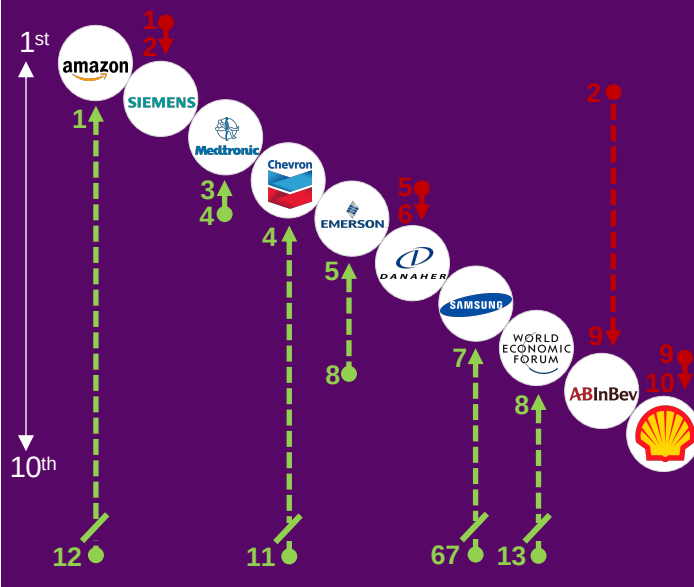 1st
10th
amazon
1
12
1
2
SIEMENS
Medtronic
3
4
Chevron
4
11
EMERSON
5
8
5
6
DANAHER
SAMSUNG
7
67
WORLD
ECONOMIC
FORUM
8
13
2
9
ABInBev
9
10